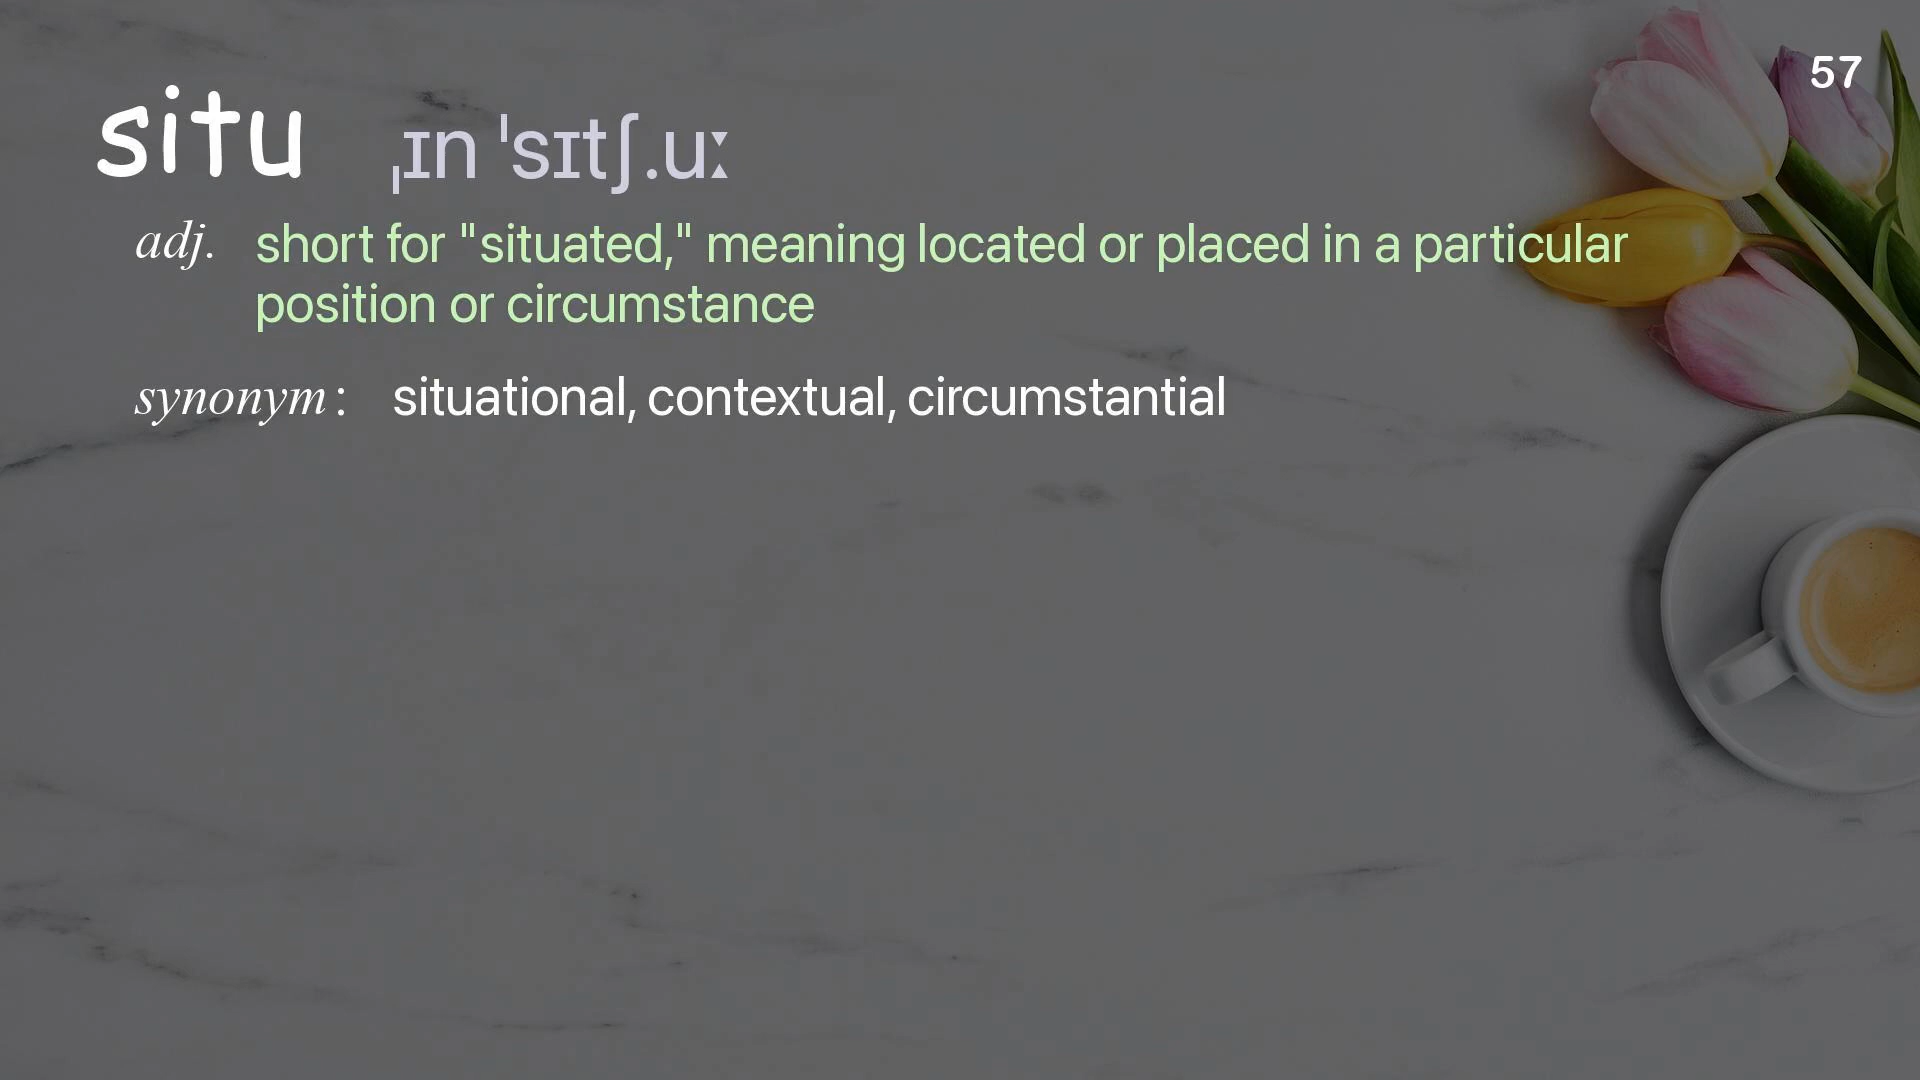 57
situ ˌɪn ˈsɪtʃ.uː
adj. short for "situated," meaning located or placed in a particular
position or circumstance
synonym : situational, contextual, circumstantial